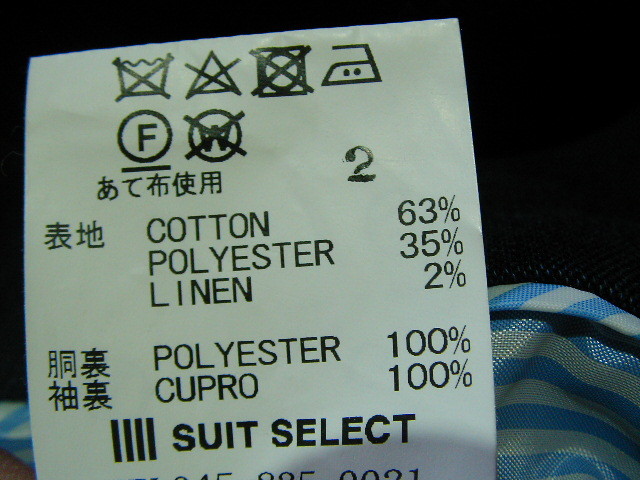 F W
あて布使用
2
表地 COTTON 63%
POLYESTER 35%
LINEN 2%
胴裏 POLYESTER 100%
袖裏 CUPRO 100%
SUIT SELECT